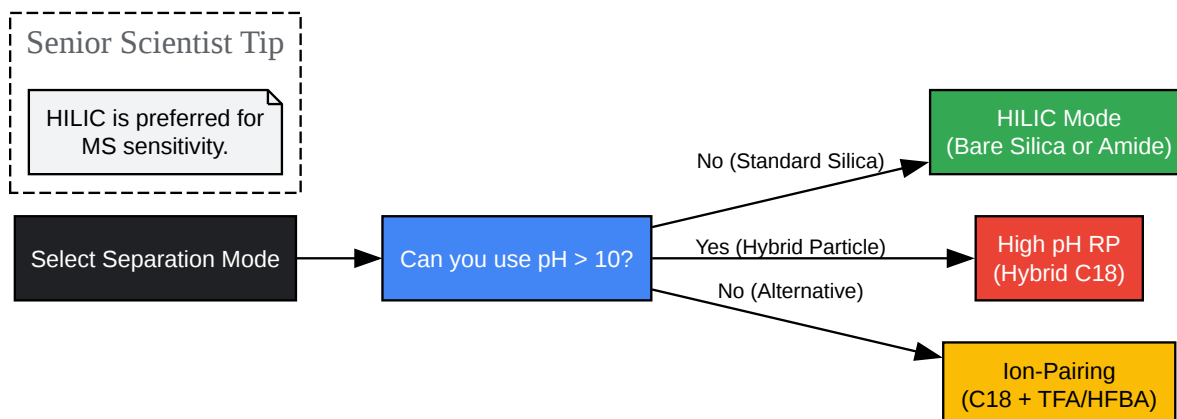 Senior Scientist Tip
HILIC is preferred for
MS sensitivity.
Select Separation Mode
Can you use pH > 10?
No (Standard Silica)
Yes (Hybrid Particle)
No (Alternative)
HILIC Mode
(Bare Silica or Amide)
High pH RP
(Hybrid C18)
Ion-Pairing
(C18 + TFA/HFBA)